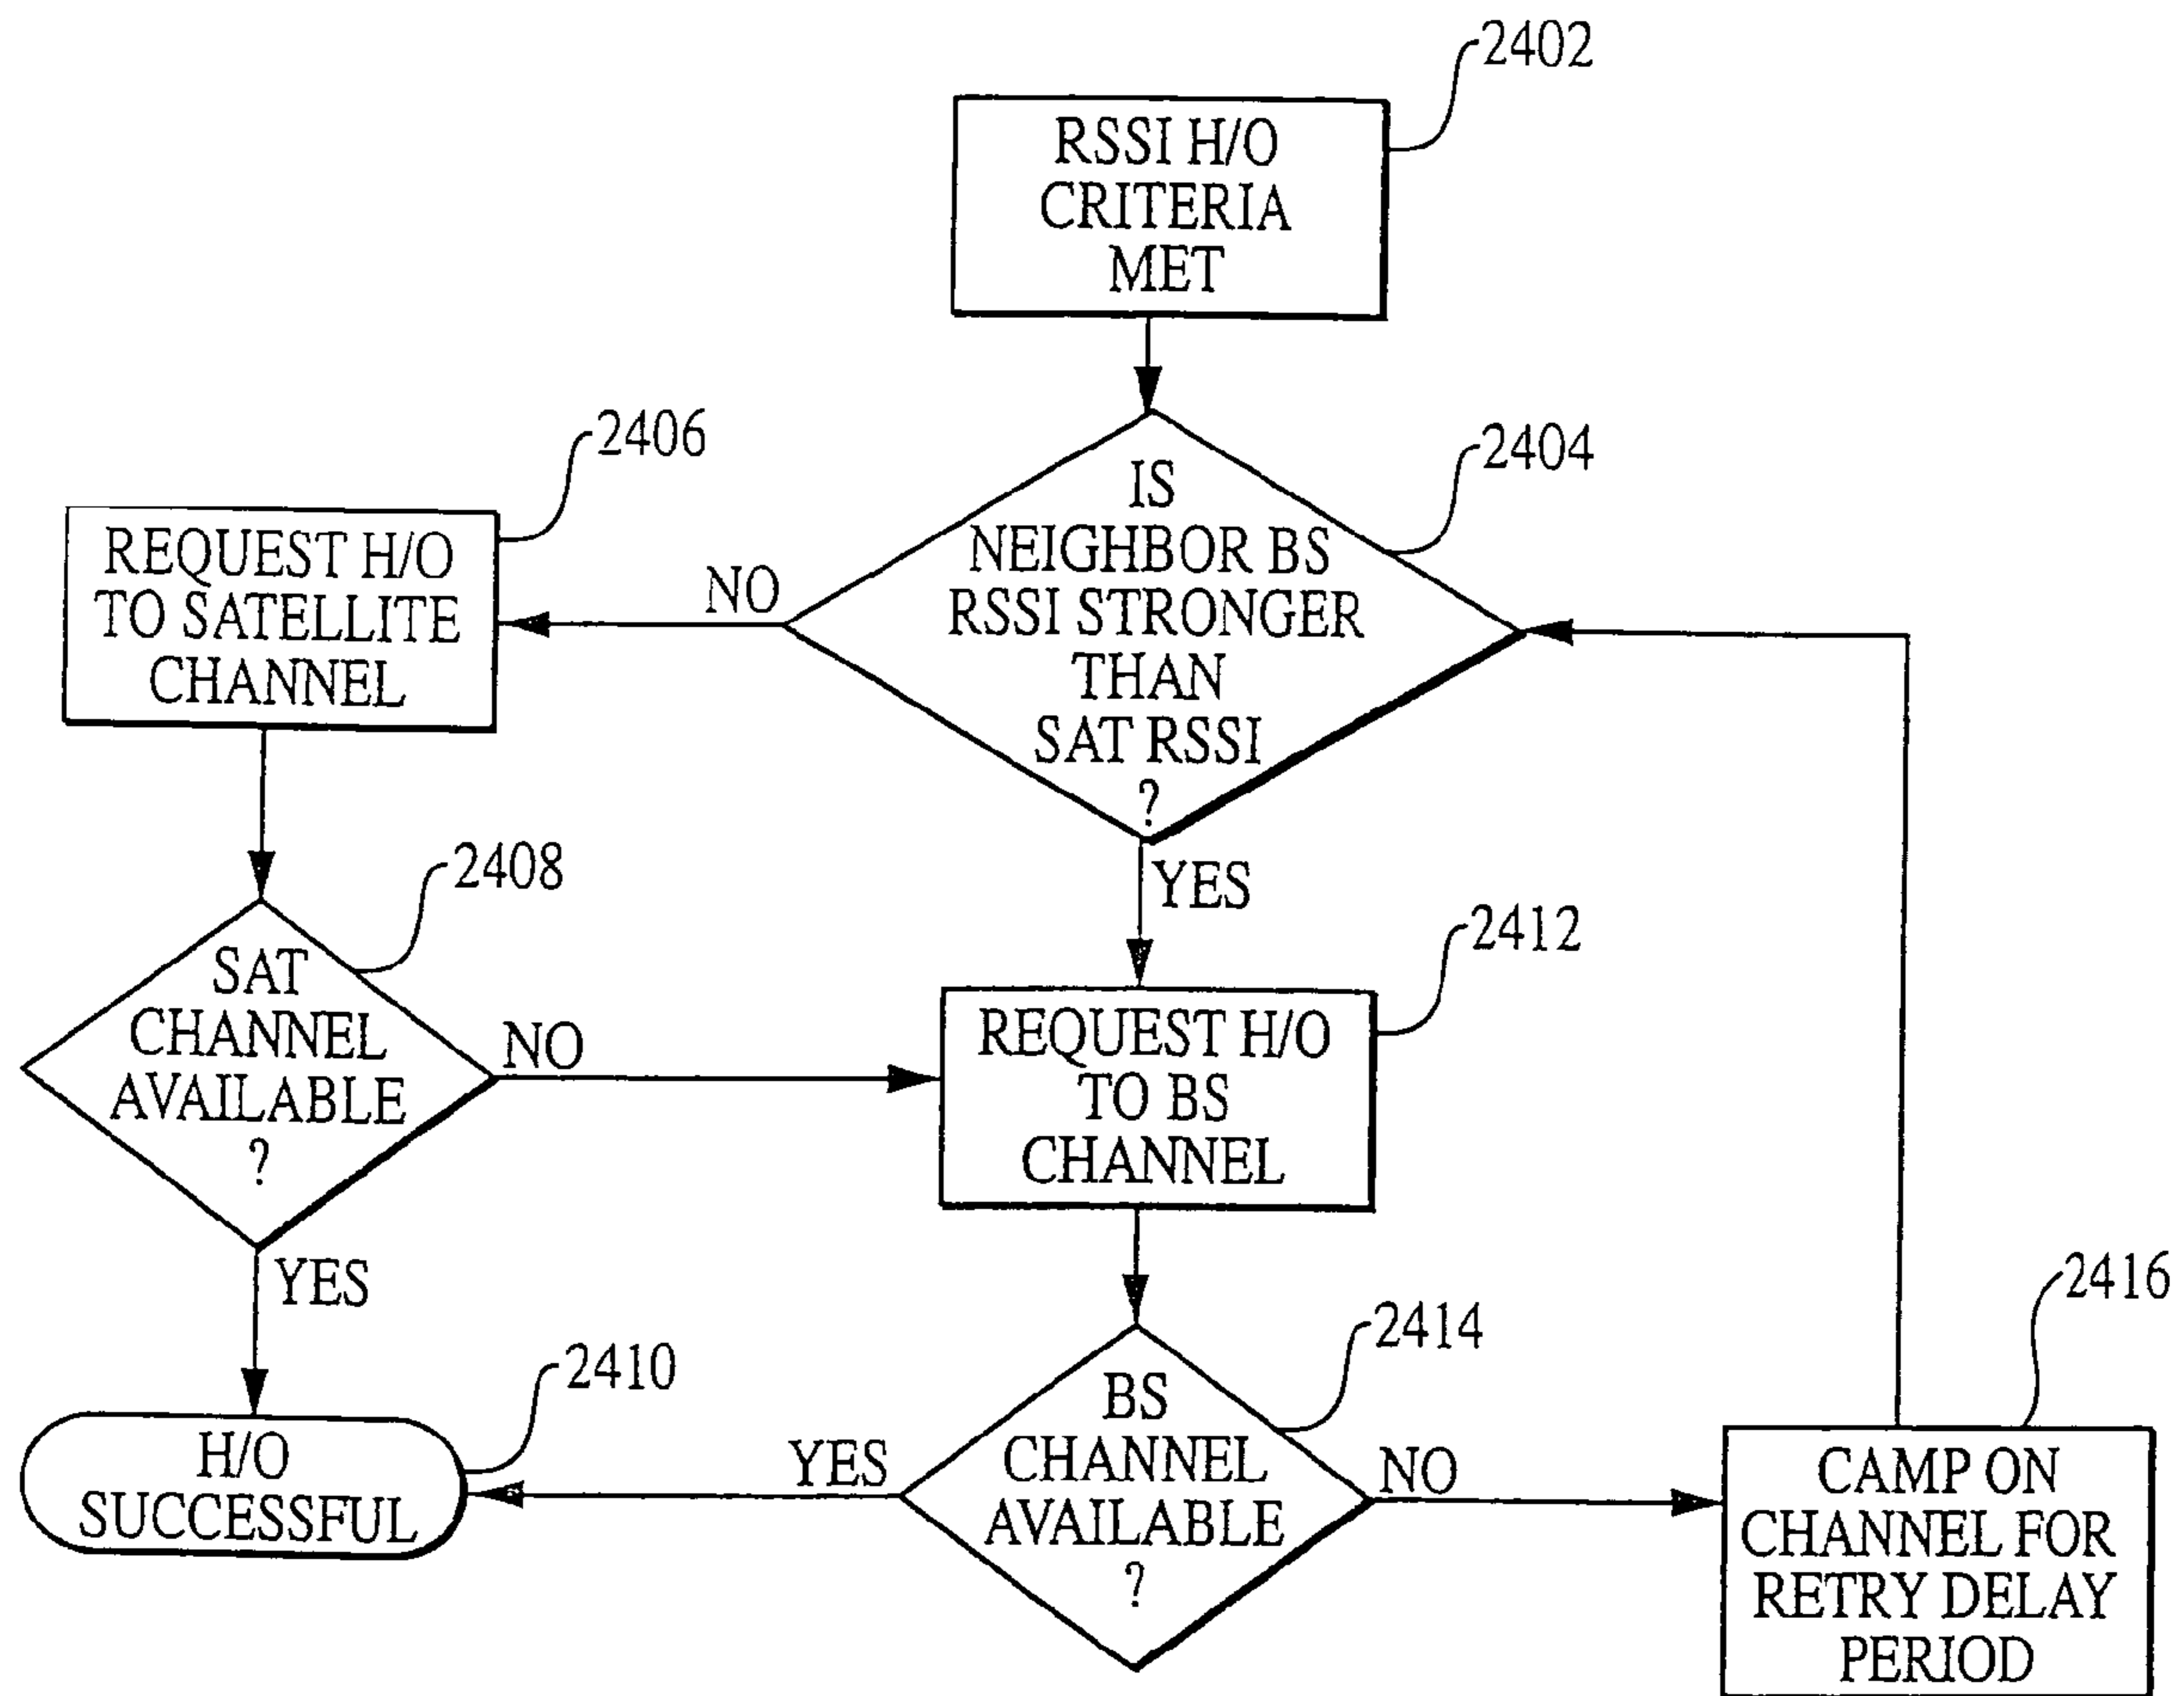 2402
RSSI H/O
CRITERIA
MET
2404
IS
NEIGHBOR BS
RSSI STRONGER
THAN
SAT RSSI
?
NO
YES
2406
REQUEST H/O
TO SATELLITE
CHANNEL
2408
SAT
CHANNEL
AVAILABLE
?
NO
YES
2412
REQUEST H/O
TO BS
CHANNEL
2410
H/O
SUCCESSFUL
2414
BS
CHANNEL
AVAILABLE
?
YES
NO
2416
CAMP ON
CHANNEL FOR
RETRY DELAY
PERIOD